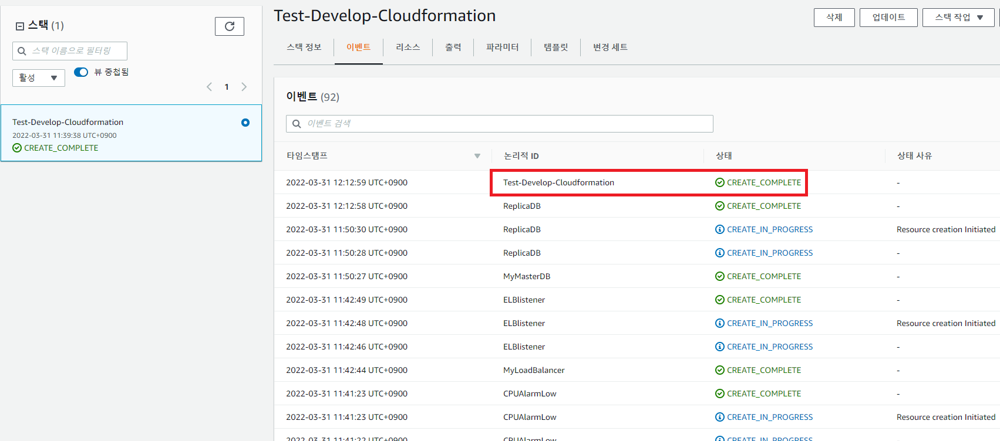 스택 (1)
스택 이름으로 필터링
활성
뷰 중첩됨
1
Test-Develop-Cloudformation
2022-03-31 11:39:38 UTC+0900
CREATE_COMPLETE
Test-Develop-Cloudformation
삭제 업데이트 스택 작업
스택 정보 이벤트 리소스 출력 파라미터 템플릿 변경 세트
이벤트 (92)
이벤트 검색
타임스탬프 논리적 ID 상태 상태 사유
2022-03-31 12:12:59 UTC+0900 Test-Develop-Cloudformation CREATE_COMPLETE -
2022-03-31 12:12:58 UTC+0900 ReplicaDB CREATE_COMPLETE -
2022-03-31 11:50:30 UTC+0900 ReplicaDB CREATE_IN_PROGRESS Resource creation Initiated
2022-03-31 11:50:28 UTC+0900 ReplicaDB CREATE_IN_PROGRESS -
2022-03-31 11:50:27 UTC+0900 MyMasterDB CREATE_COMPLETE -
2022-03-31 11:42:49 UTC+0900 ELBlistener CREATE_COMPLETE -
2022-03-31 11:42:48 UTC+0900 ELBlistener CREATE_IN_PROGRESS Resource creation Initiated
2022-03-31 11:42:46 UTC+0900 ELBlistener CREATE_IN_PROGRESS -
2022-03-31 11:42:44 UTC+0900 MyLoadBalancer CREATE_COMPLETE -
2022-03-31 11:41:23 UTC+0900 CPUAlarmLow CREATE_COMPLETE -
2022-03-31 11:41:23 UTC+0900 CPUAlarmLow CREATE_IN_PROGRESS Resource creation Initiated
2022-03-31 11:41:22 UTC+0900 CPUAlarmLow CREATE_IN_PROGRESS -